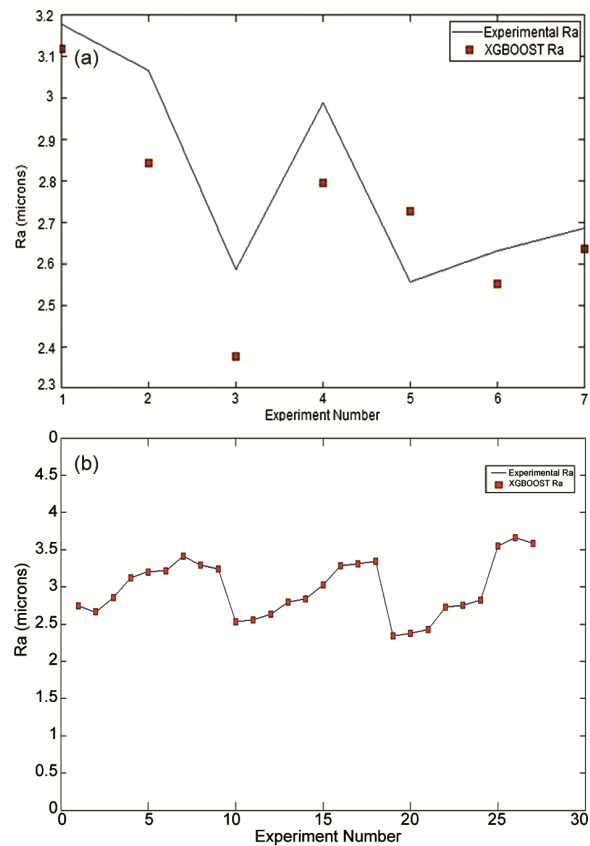 3.2
3.1
3
2.9
2.8
2.7
2.6
2.5
2.4
2.3
Ra (microns)
(a)
Experimental Ra
XGBOOST Ra
1 2 3 4 5 6 7
Experiment Number
0
4.5
4
3.5
3
2.5
2
1.5
1
0.5
0
Ra (microns)
(b)
Experimental Ra
XGBOOST Ra
0 5 10 15 20 25 30
Experiment Number